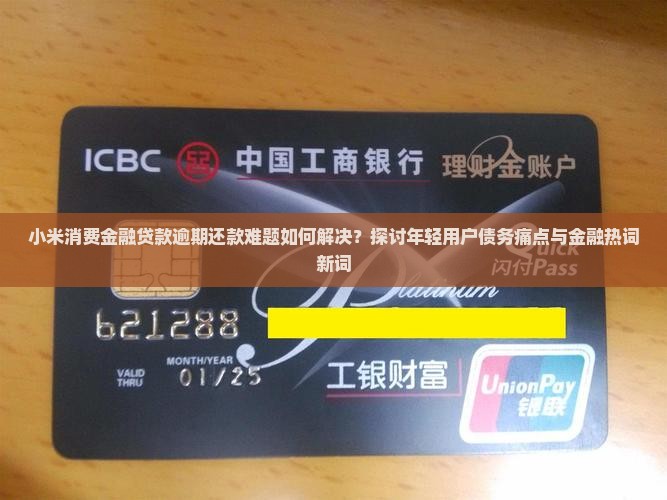 ICBC 中国工商银行 理财金账户
小米消费金融贷款逾期还款难题如何解决？探讨年轻用户债务痛点与金融热词
新词
Quick
闪付Pass
Platinum
621288
VALID
THRU
MONTH/YEAR
01/25
工银财富
UnionPay
银联